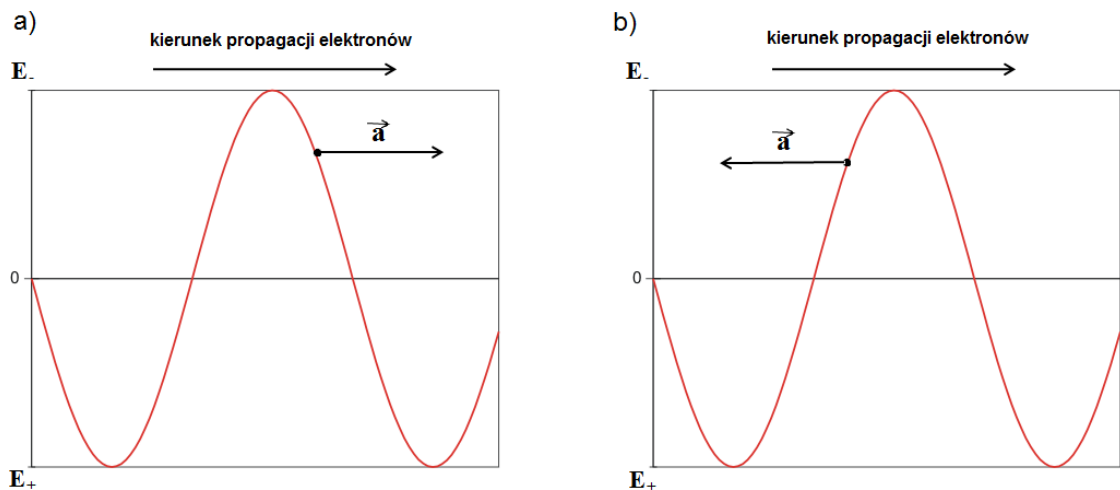 a)
kierunek propagacji elektronów
E-
a
0
E+
b)
kierunek propagacji elektronów
E-
a
0
E+